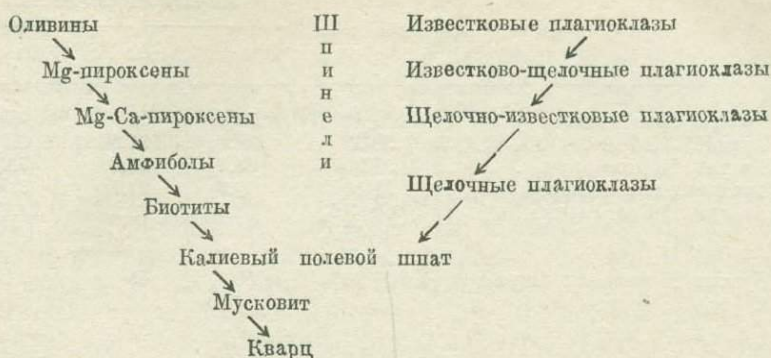 Оливины Ш Известковые плагиоклазы
п
Mg-пироксены и Известково-щелочные плагиоклазы
н
Mg-Ca-пироксены е Щелочно-известковые плагиоклазы
л
Амфиболы и
Щелочные плагиоклазы
Биотиты
Калиевый полевой шпат
Мусковит
Кварц